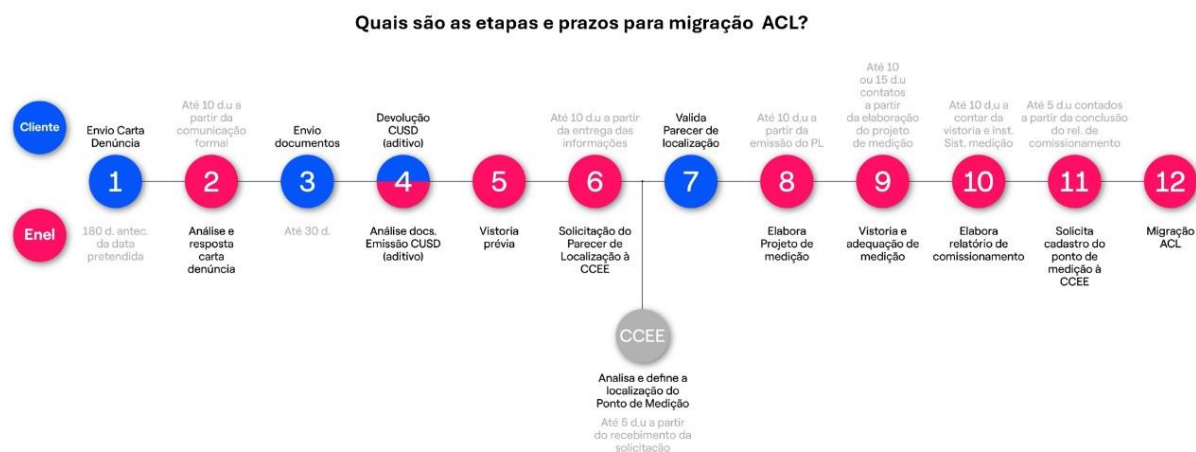 Quais são as etapas e prazos para migração ACL?
Cliente
Enel
Envio Carta
Denúncia
1
180 d. antec.
da data
pretendida
Até 10 d.u a
partir da
comunicação
formal
2
Análise e
resposta
carta
denúncia
Envio
documentos
3
Até 30 d.
Devolução
CUSD
(aditivo)
4
Análise docs.
Emissão CUSD
(aditivo)
5
Vistoria
prévia
Até 10 d.u a partir
da entrega das
informações
6
Solicitação do
Parecer de
Localização à
CCEE
CCEE
Analisa e define a
localização do
Ponto de Medição
Até 5 d,u a partir
do recebimento da
solicitação
Valida
Parecer de
localização
7
Até 10 d,u a
partir da
emissão do PL
8
Elabora
Projeto de
medição
Até 10
ou 15 d.u
contatos
a partir
da elaboração
do projeto
de medição
9
Vistoria e
adequação de
medição
Até 10 d,u a
contar da
vistoria e inst.
Sist. medição
10
Elabora
relatório de
comissionamento
Até 5 d.u contados
a partir da conclusão
do rel. de
comissionamento
11
Solicita
cadastro do
ponto de
medição à
CCEE
12
Migração
ACL